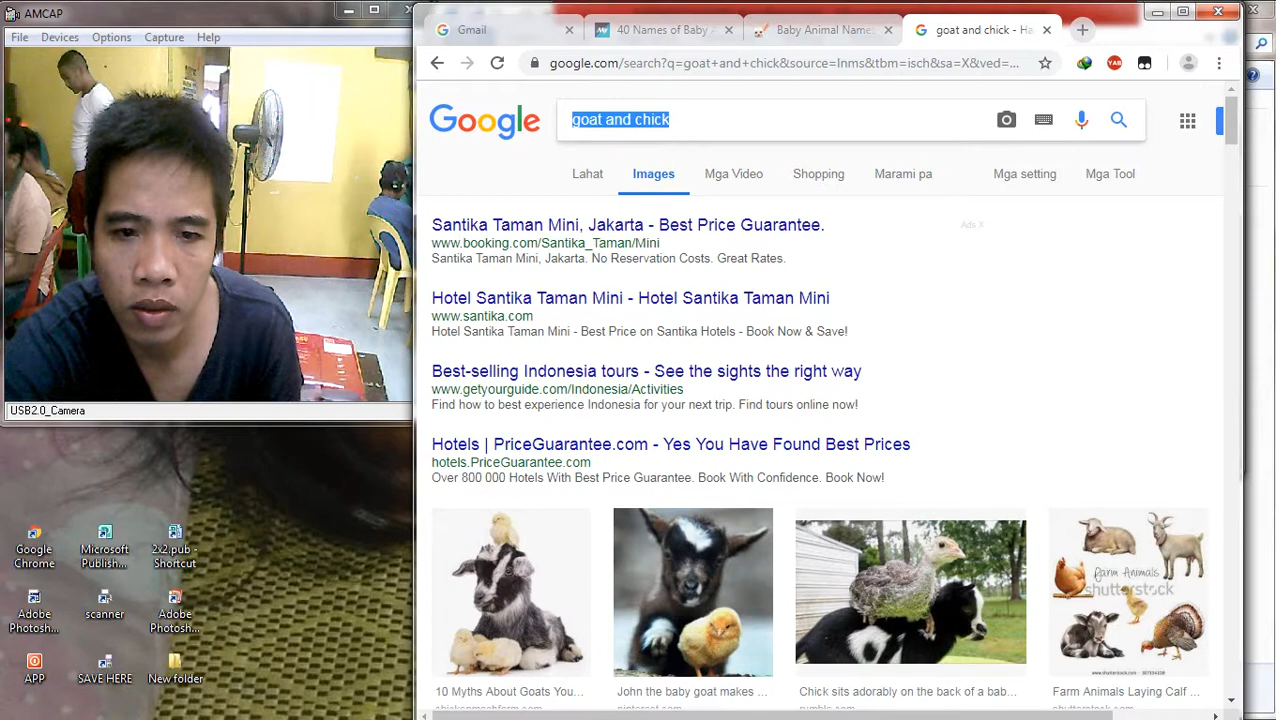 AMCAP
File Devices Options Capture Help
USB2.0_Camera
Gmail
40 Names of Baby A
Baby Animal Names
goat and chick - Ha
google.com/search?q=goat+and+chick&source=lnms&tbm=isch&sa=X&ved=...
Google
goat and chick
Lahat Images Mga Video Shopping Marami pa Mga setting Mga Tool
Santika Taman Mini, Jakarta - Best Price Guarantee.
Ads X
www.booking.com/Santika_Taman/Mini
Santika Taman Mini, Jakarta. No Reservation Costs. Great Rates.
Hotel Santika Taman Mini - Hotel Santika Taman Mini
www.santika.com
Hotel Santika Taman Mini - Best Price on Santika Hotels - Book Now & Save!
Best-selling Indonesia tours - See the sights the right way
www.getyourguide.com/Indonesia/Activities
Find how to best experience Indonesia for your next trip. Find tours online now!
Hotels | PriceGuarantee.com - Yes You Have Found Best Prices
hotels.PriceGuarantee.com
Over 800 000 Hotels With Best Price Guarantee. Book With Confidence. Book Now!
Farm Animals
shutterstock
10 Myths About Goats You...
John the baby goat makes ...
Chick sits adorably on the back of a bab...
Farm Animals Laying Calf ...
Google Chrome
Microsoft Publish...
2x2.pub - Shortcut
Adobe Photosh...
scanner
Adobe Photosh...
APP
SAVE HERE
New folder
YAB